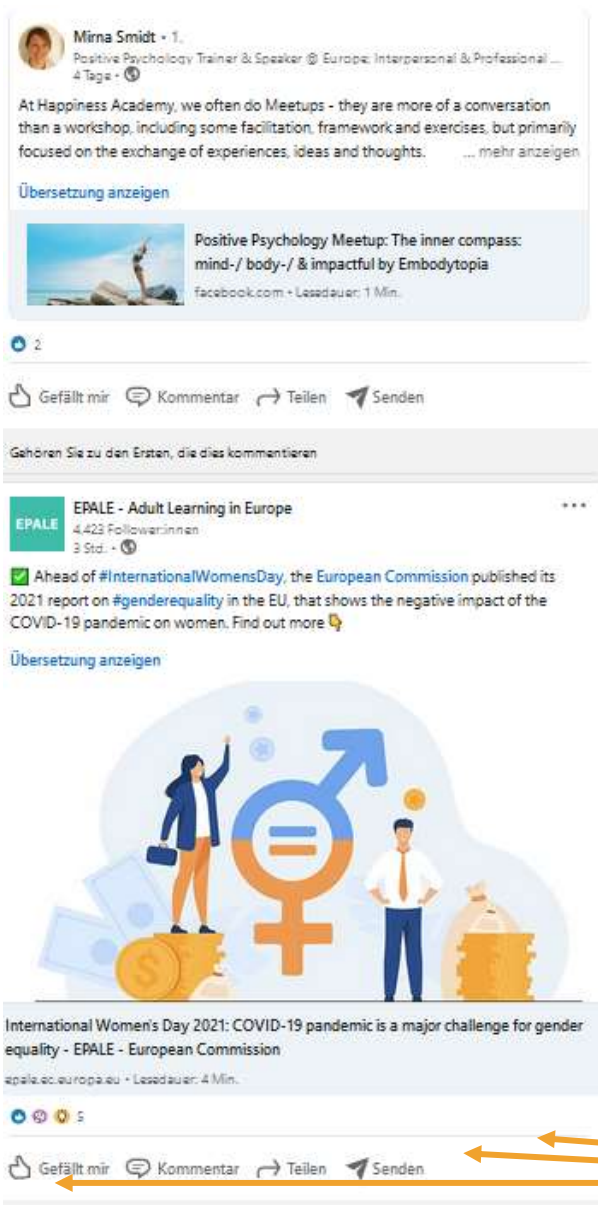 Mirna Smidt • 1.
Positive Psychology Trainer & Speaker @ Europe; Interpersonal & Professional ...
4 Tage •
At Happiness Academy, we often do Meetups - they are more of a conversation
than a workshop, including some facilitation, framework and exercises, but primarily
focused on the exchange of experiences, ideas and thoughts. ... mehr anzeigen
Übersetzung anzeigen
Positive Psychology Meetup: The inner compass:
mind-/ body-/ & impactful by Embodytopia
facebook.com • Lesedauer: 1 Min.
2
Gefällt mir Kommentar Teilen Senden
Gehören Sie zu den Ersten, die dies kommentieren
EPALE
EPALE - Adult Learning in Europe
4.423 Follower:innen
3 Std. •
Ahead of #InternationalWomensDay, the European Commission published its
2021 report on #genderequality in the EU, that shows the negative impact of the
COVID-19 pandemic on women. Find out more
Übersetzung anzeigen
International Women's Day 2021: COVID-19 pandemic is a major challenge for gender
equality - EPALE - European Commission
epale.ec.europa.eu • Lesedauer: 4 Min.
5
Gefällt mir Kommentar Teilen Senden